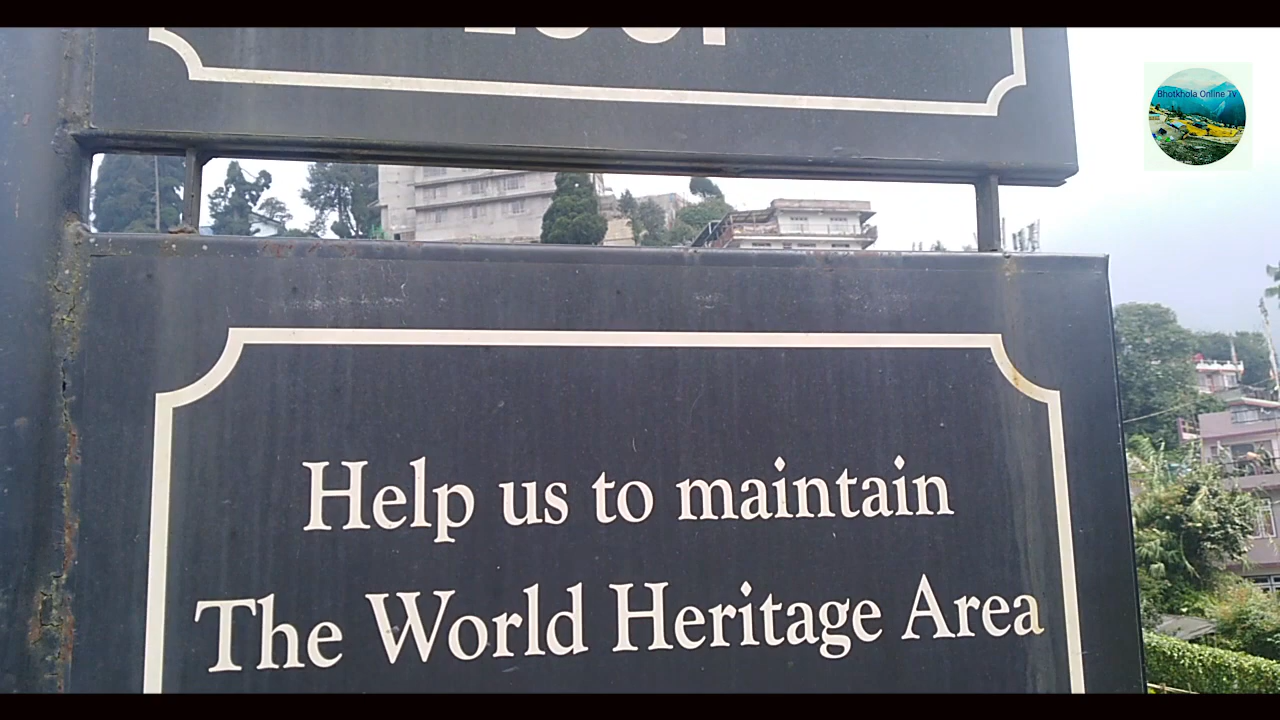 Bhotkhola Online Tv
Help us to maintain
The World Heritage Area